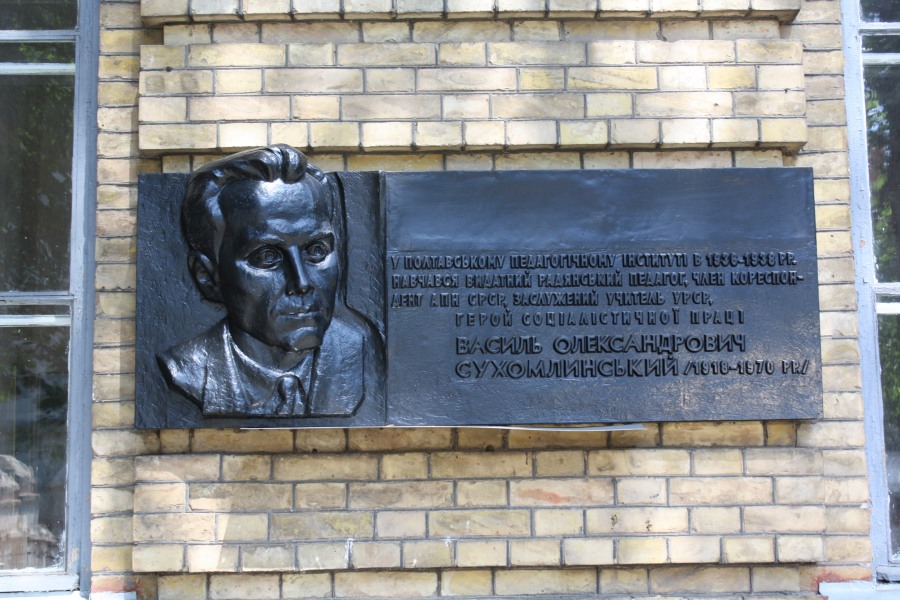 У ПОЛТАВСЬКОМУ ПЕДАГОГІЧНОМУ ІНСТИТУТІ В 1936-1938 РР.
НАВЧАВСЯ ВИДАТНИЙ РАДЯНСЬКИЙ ПЕДАГОГ, ЧЛЕН КОРЕСПОН-
ДЕНТ АПН СРСР, ЗАСЛУЖЕНИЙ УЧИТЕЛЬ УРСР,
ГЕРОЙ СОЦІАЛІСТИЧНОЇ ПРАЦІ
ВАСИЛЬ ОЛЕКСАНДРОВИЧ
СУХОМЛИНСЬКИЙ /1918-1970 РР./